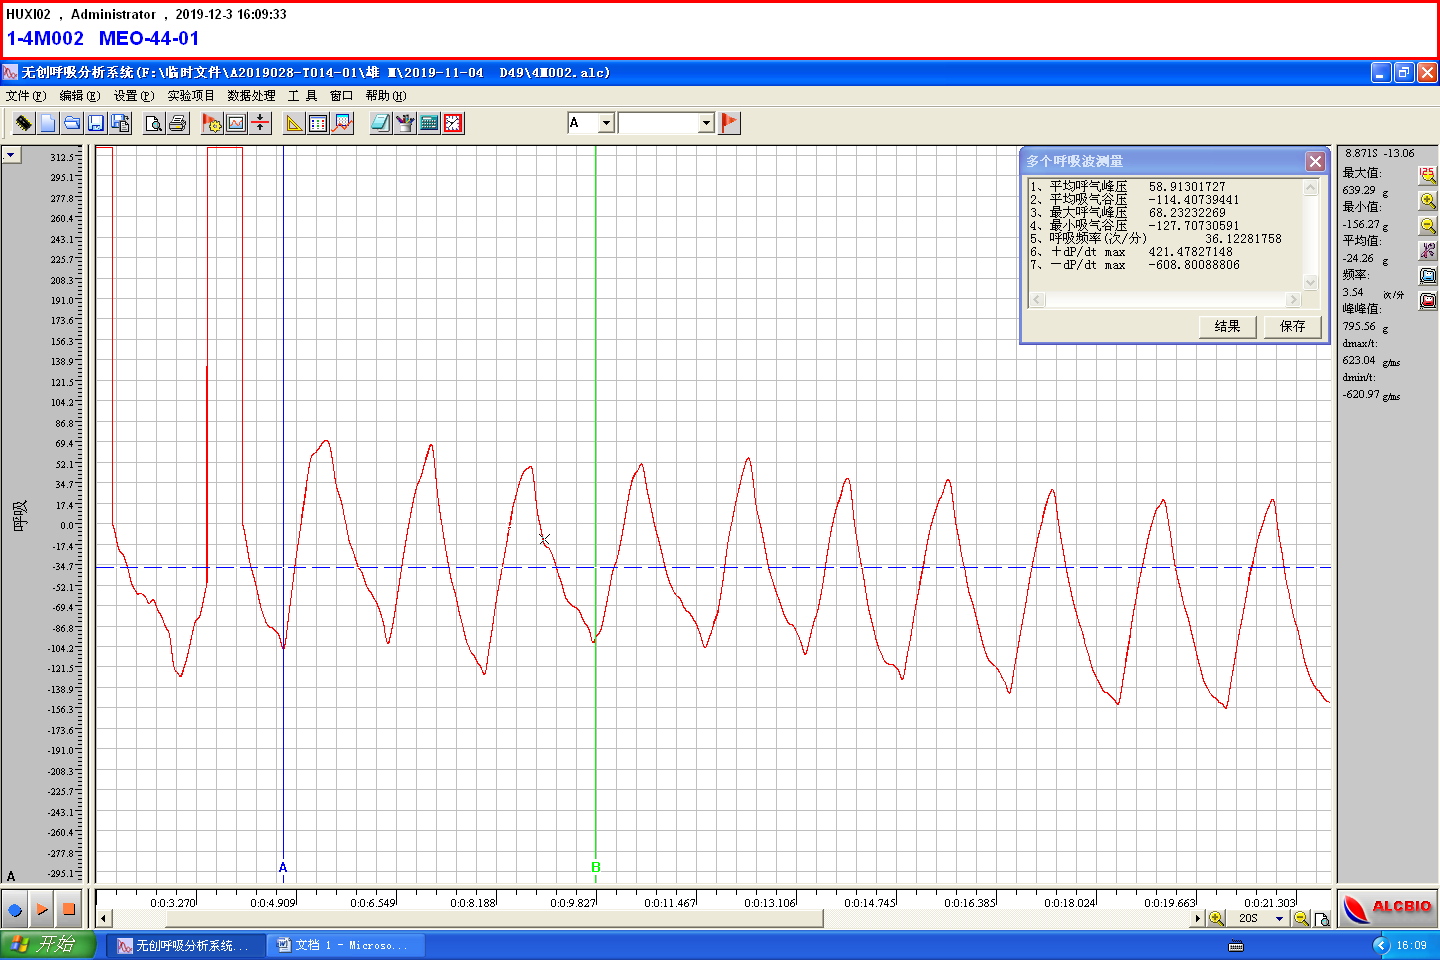 HUXI02 , Administrator , 2019-12-3 16:09:33
1-4M002 MEO-44-01
无创呼吸分析系统(F:\临时文件\A2019028-T014-01\雄 M\2019-11-04 D49\4M002.alc)
文件(F) 编辑(E) 设置(P) 实验项目 数据处理 工具 窗口 帮助(H)
A
312.5
295.1
277.8
260.4
243.1
225.7
208.3
191.0
173.6
156.3
138.9
121.5
104.2
86.8
69.4
52.1
34.7
17.4
0.0
-17.4
-34.7
-52.1
-69.4
-86.8
-104.2
-121.5
-138.9
-156.3
-173.6
-191.0
-208.3
-225.7
-243.1
-260.4
-277.8
-295.1
呼吸
A
A
B
多个呼吸波测量
1、平均呼气峰压 58.91301727
2、平均吸气谷压 -114.40739441
3、最大呼气峰压 68.23232269
4、最小吸气谷压 -127.70730591
5、呼吸频率(次/分) 36.12281758
6、＋dP/dt max 421.47827148
7、－dP/dt max -608.80088806
结果 保存
8.871S -13.06
最大值:
639.29 g
最小值:
-156.27 g
平均值:
-24.26 g
频率:
3.54 次/分
峰峰值:
795.56 g
dmax/t:
623.04 g/ms
dmin/t:
-620.97 g/ms
125
0:0:3.270 0:0:4.909 0:0:6.549 0:0:8.188 0:0:9.827 0:0:11.467 0:0:13.106 0:0:14.745 0:0:16.385 0:0:18.024 0:0:19.663 0:0:21.303
20S
ALCBIO
开始 无创呼吸分析系统... 文档 1 - Microso... 16:09